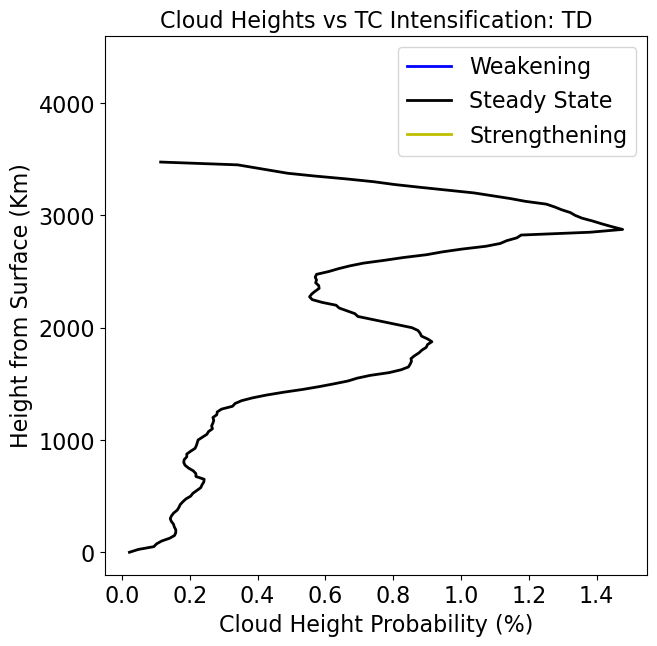 Cloud Heights vs TC Intensification: TD
Weakening
Steady State
Strengthening
4000
3000
2000
1000
0
Height from Surface (Km)
0.0 0.2 0.4 0.6 0.8 1.0 1.2 1.4
Cloud Height Probability (%)